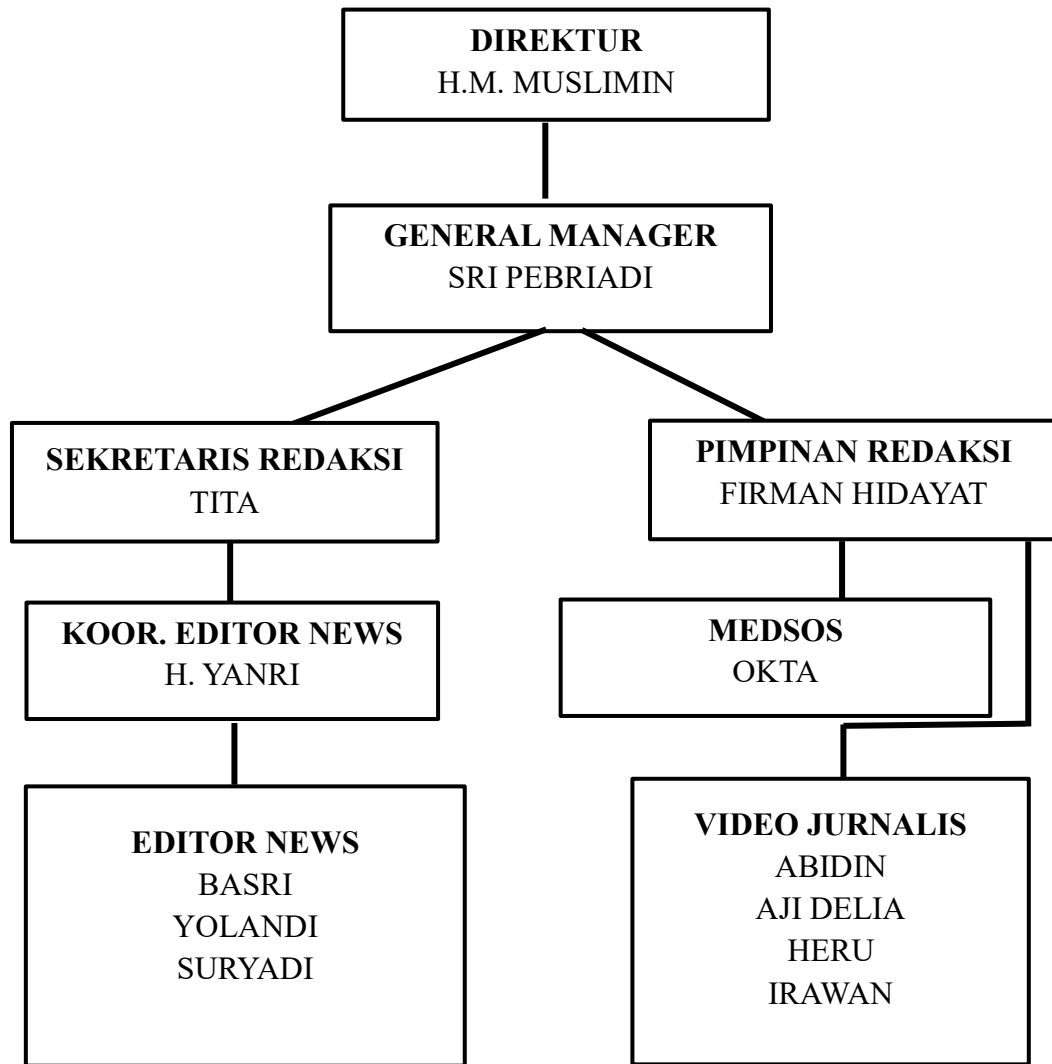 DIREKTUR
H.M. MUSLIMIN
GENERAL MANAGER
SRI PEBRIADI
SEKRETARIS REDAKSI
TITA
PIMPINAN REDAKSI
FIRMAN HIDAYAT
KOOR. EDITOR NEWS
H. YANRI
MEDSOS
OKTA
EDITOR NEWS
BASRI
YOLANDI
SURYADI
VIDEO JURNALIS
ABIDIN
AJI DELIA
HERU
IRAWAN